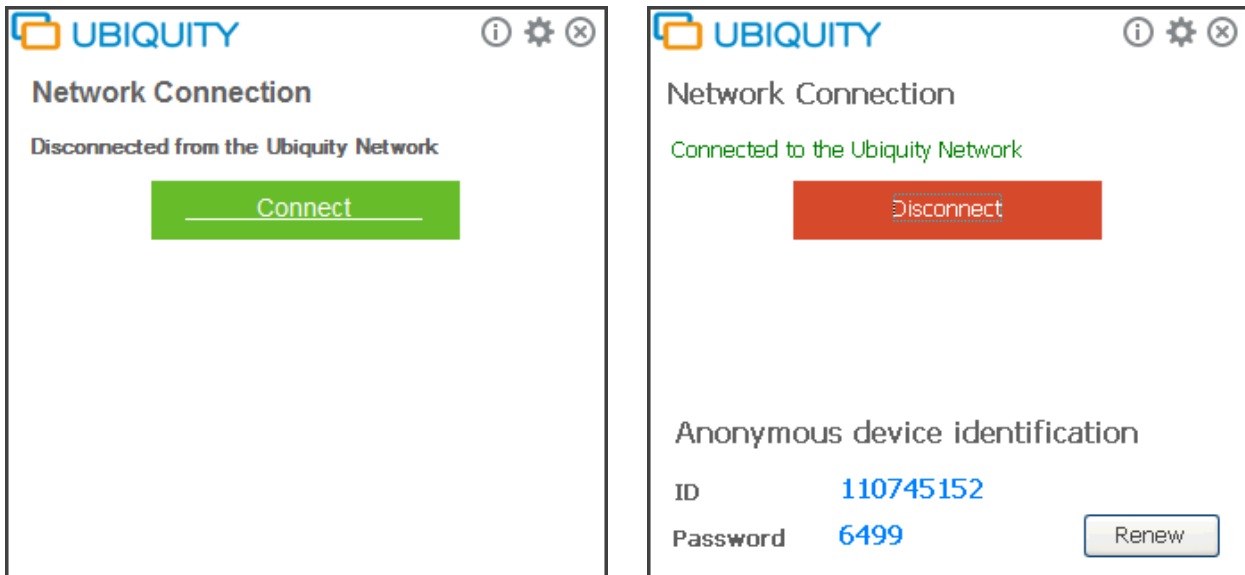 UBIQUITY
Network Connection
Disconnected from the Ubiquity Network
Connect
UBIQUITY
Network Connection
Connected to the Ubiquity Network
Disconnect
Anonymous device identification
ID 110745152
Password 6499 Renew